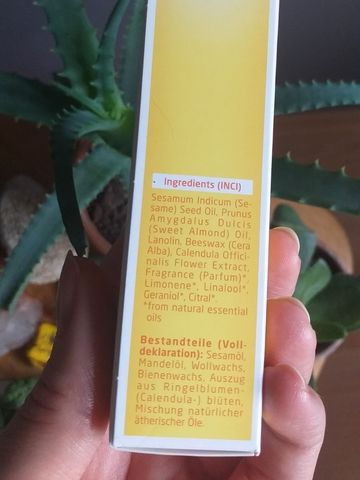 Ingredients (INCI)
Sesamum Indicum (Se-
same) Seed Oil, Prunus
Amygdalus Dulcis
(Sweet Almond) Oil,
Lanolin, Beeswax (Cera
Alba), Calendula Offici-
nalis Flower Extract,
Fragrance (Parfum)*,
Limonene*, Linalool*,
Geraniol*, Citral*.
*from natural essential
oils
Bestandteile (Voll-
deklaration): Sesamöl,
Mandelöl, Wollwachs,
Bienenwachs, Auszug
aus Ringelblumen-
(Calendula-) blüten,
Mischung natürlicher
ätherischer Öle.